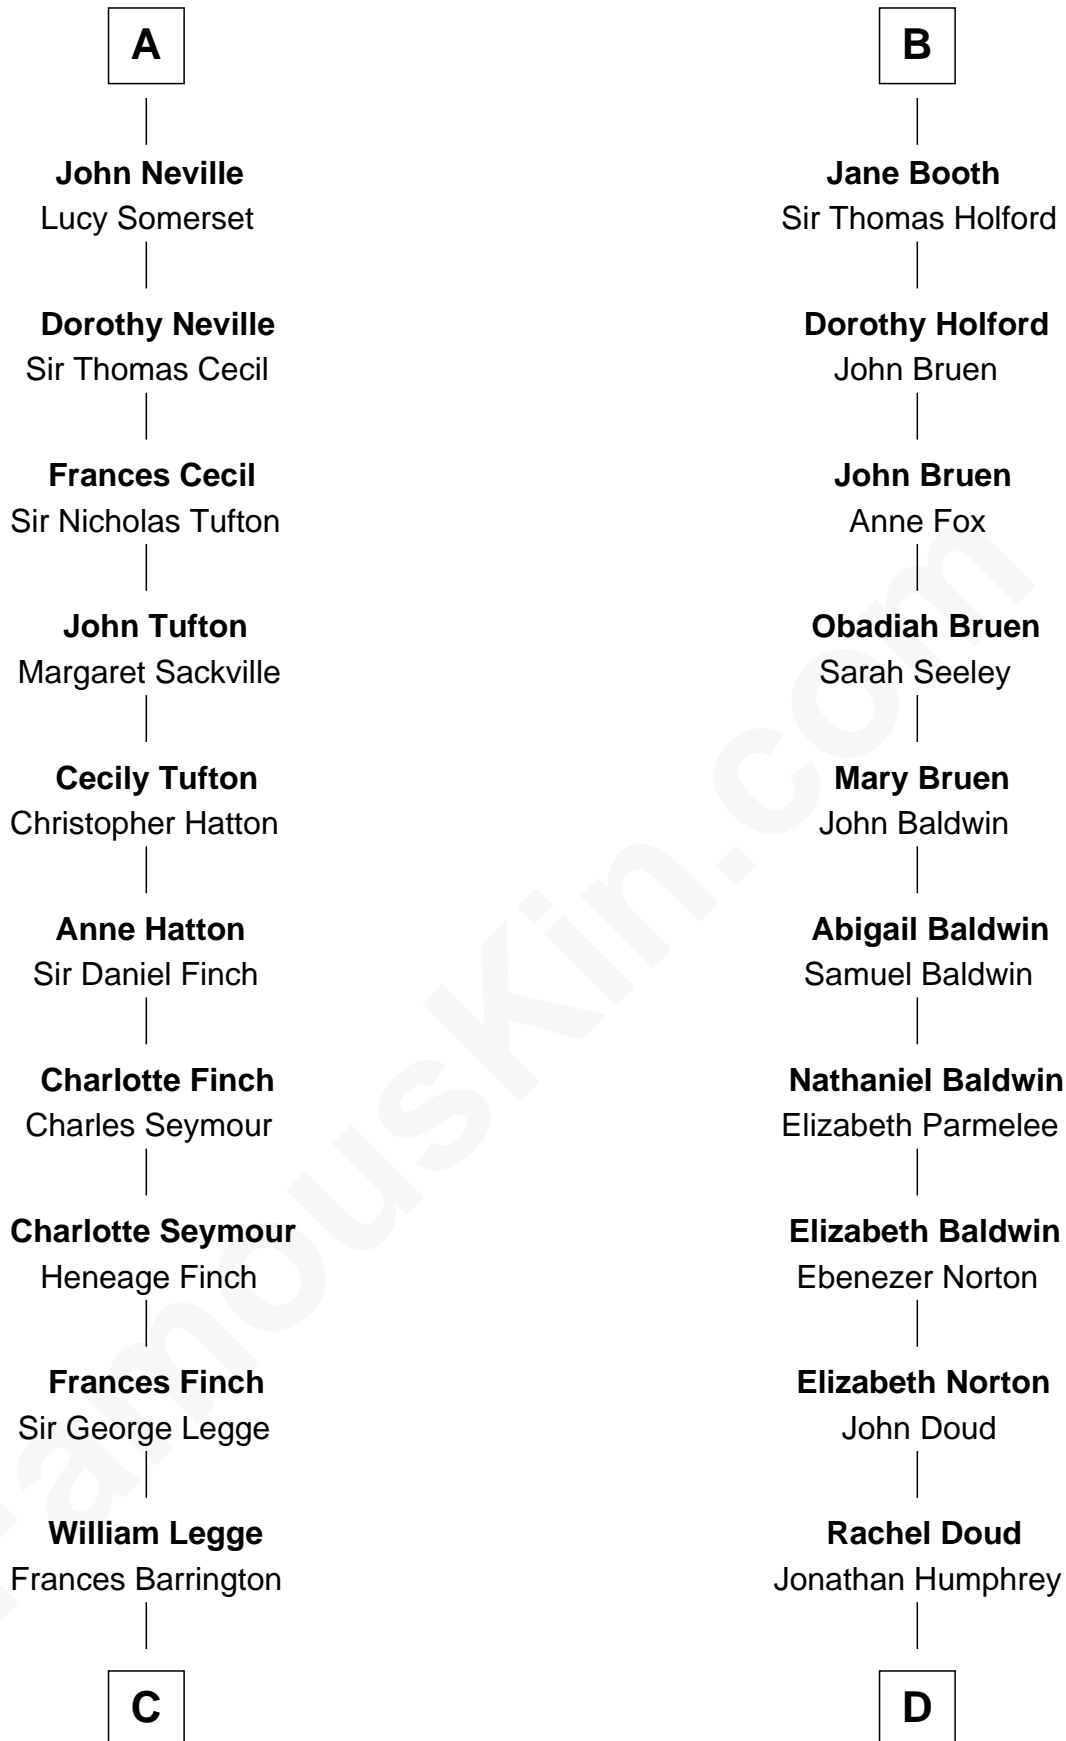 A
John Neville
Lucy Somerset
Dorothy Neville
Sir Thomas Cecil
Frances Cecil
Sir Nicholas Tufton
John Tufton
Margaret Sackville
Cecily Tufton
Christopher Hatton
Anne Hatton
Sir Daniel Finch
Charlotte Finch
Charles Seymour
Charlotte Seymour
Heneage Finch
Frances Finch
Sir George Legge
William Legge
Frances Barrington
C
B
Jane Booth
Sir Thomas Holford
Dorothy Holford
John Bruen
John Bruen
Anne Fox
Obadiah Bruen
Sarah Seeley
Mary Bruen
John Baldwin
Abigail Baldwin
Samuel Baldwin
Nathaniel Baldwin
Elizabeth Parmelee
Elizabeth Baldwin
Ebenezer Norton
Elizabeth Norton
John Doud
Rachel Doud
Jonathan Humphrey
D
FamousKin.com